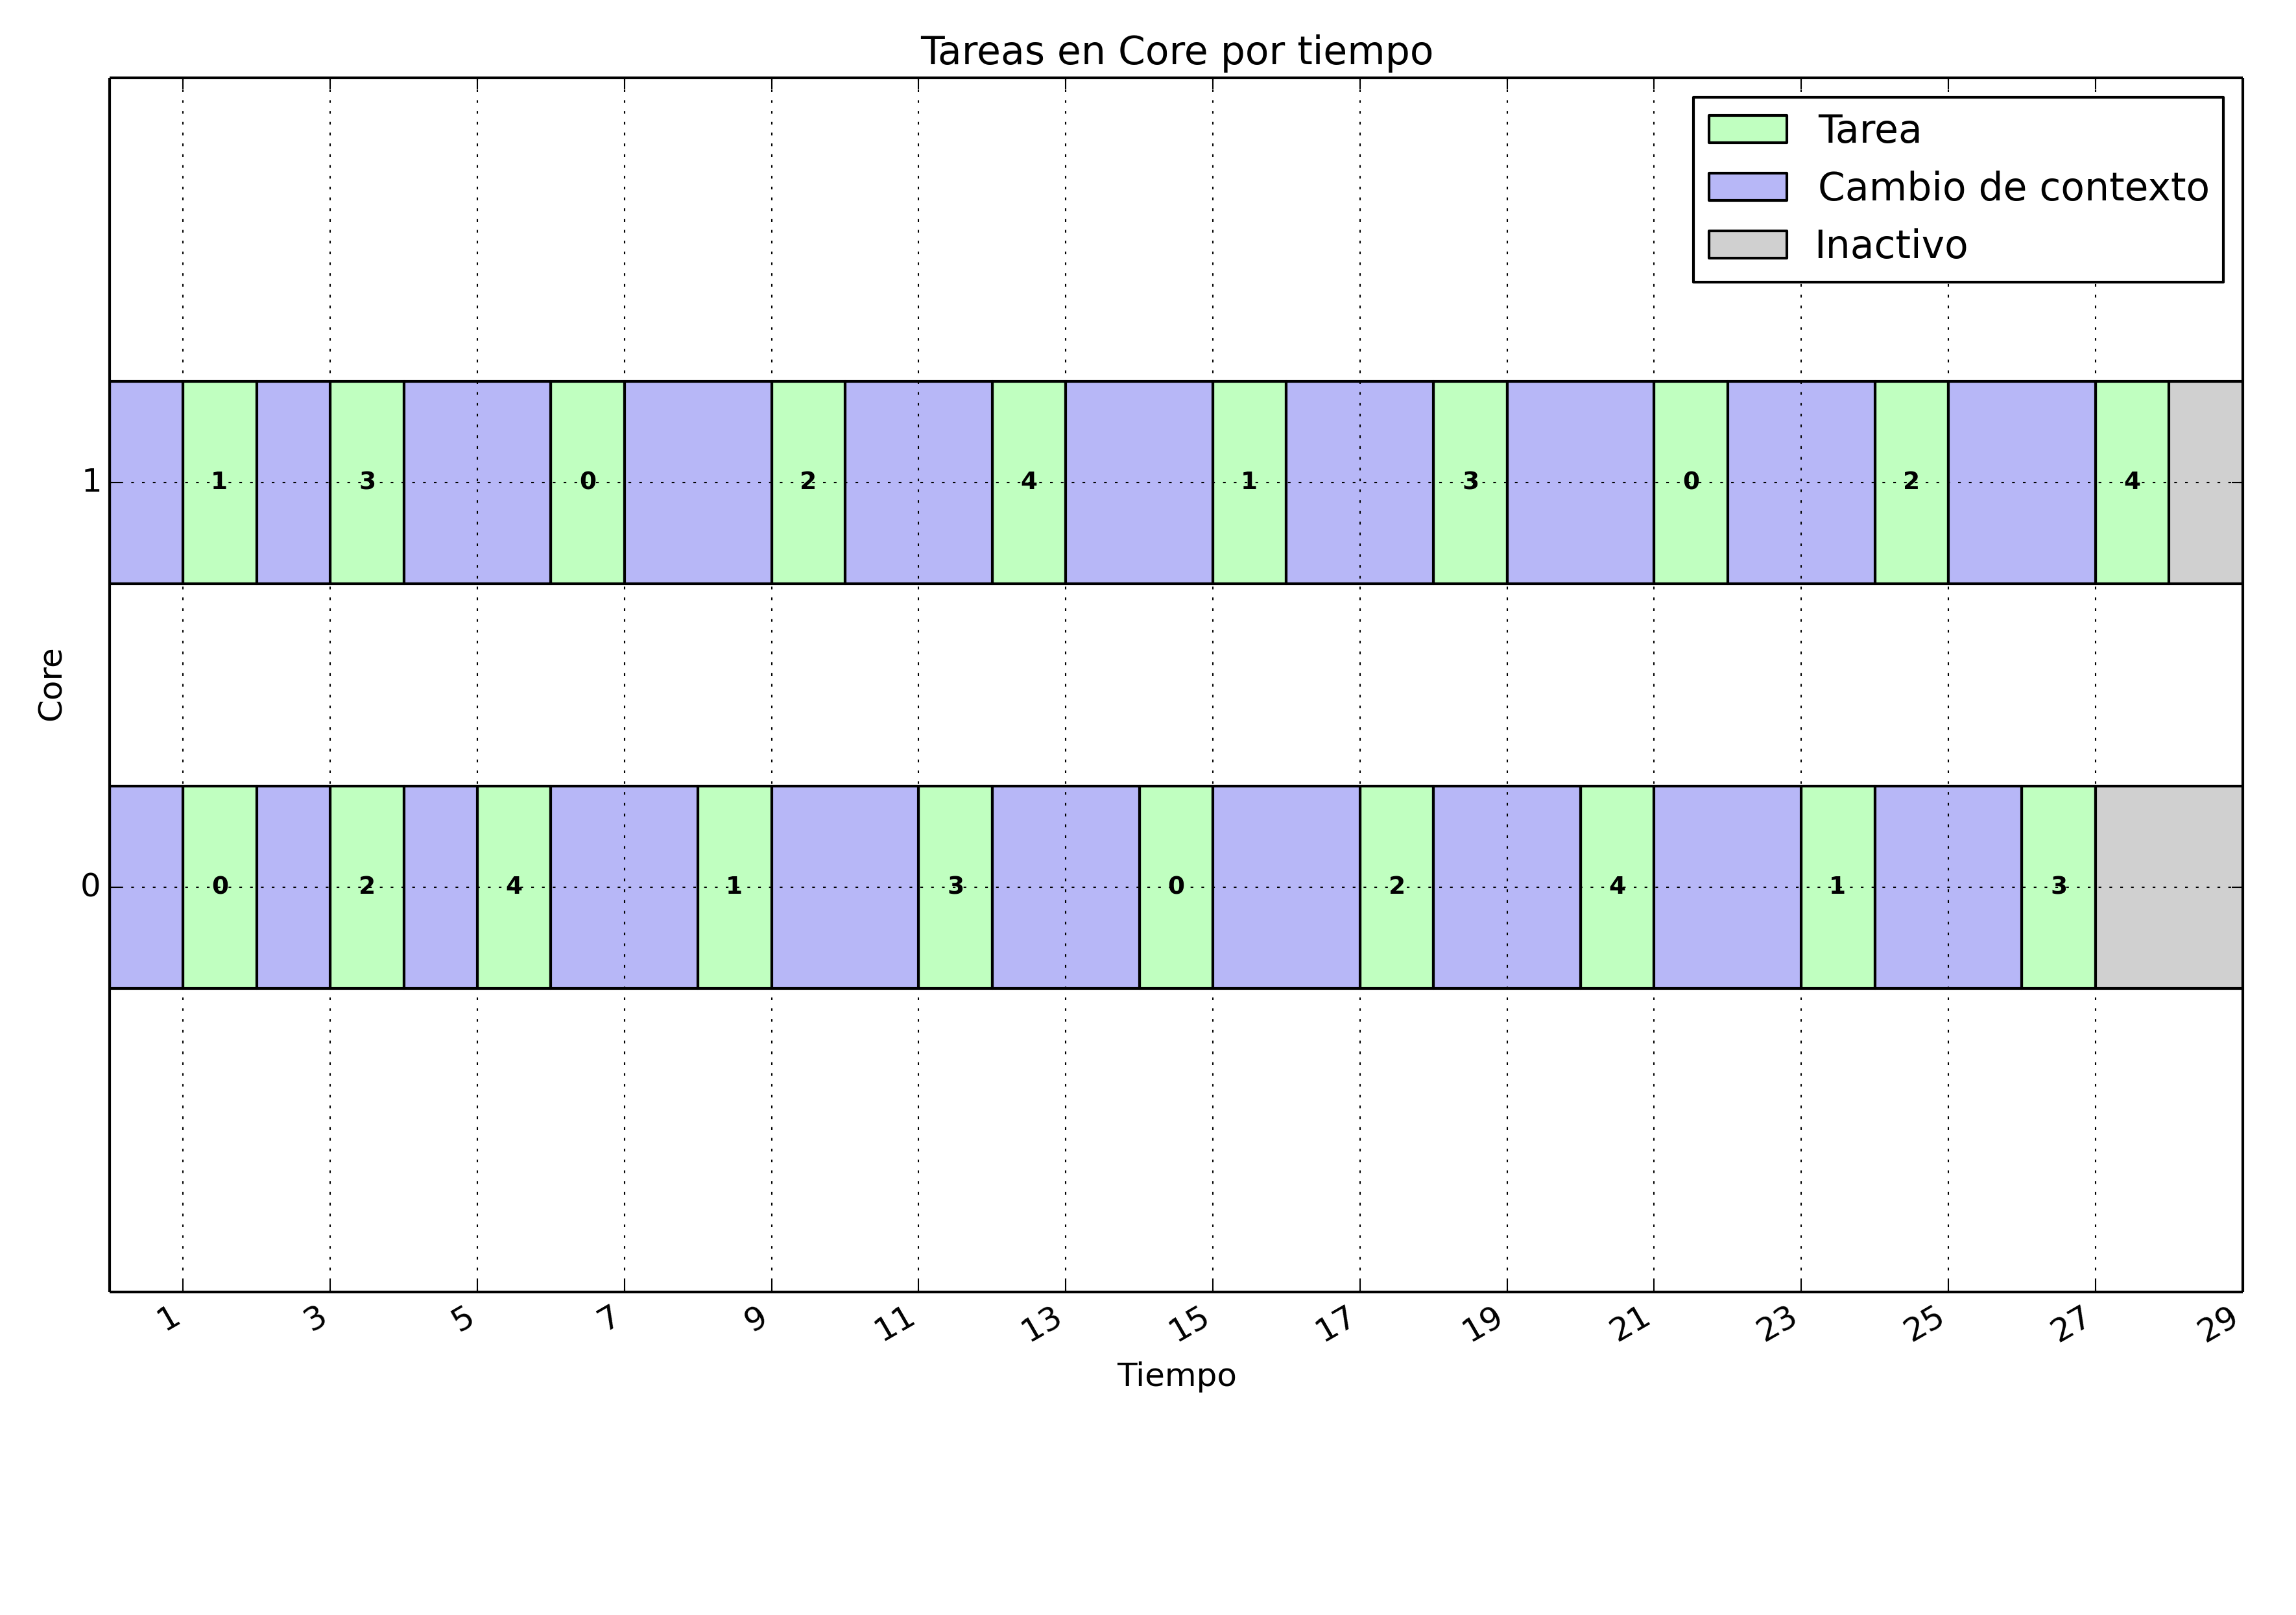 Tareas en Core por tiempo
Tarea
Cambio de contexto
Inactivo
1
1 3 0 2 4 1 3 0 2 4
Core
0
0 2 4 1 3 0 2 4 1 3
1 3 5 7 9 11 13 15 17 19 21 23 25 27 29
Tiempo